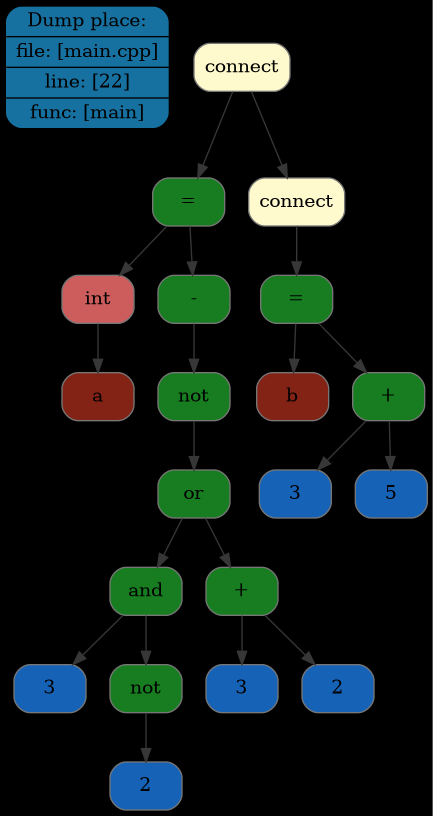 Dump place:
file: [main.cpp]
line: [22]
func: [main]
connect
=
connect
int
-
=
a
not
b
+
or
3
5
and
+
3
not
3
2
2